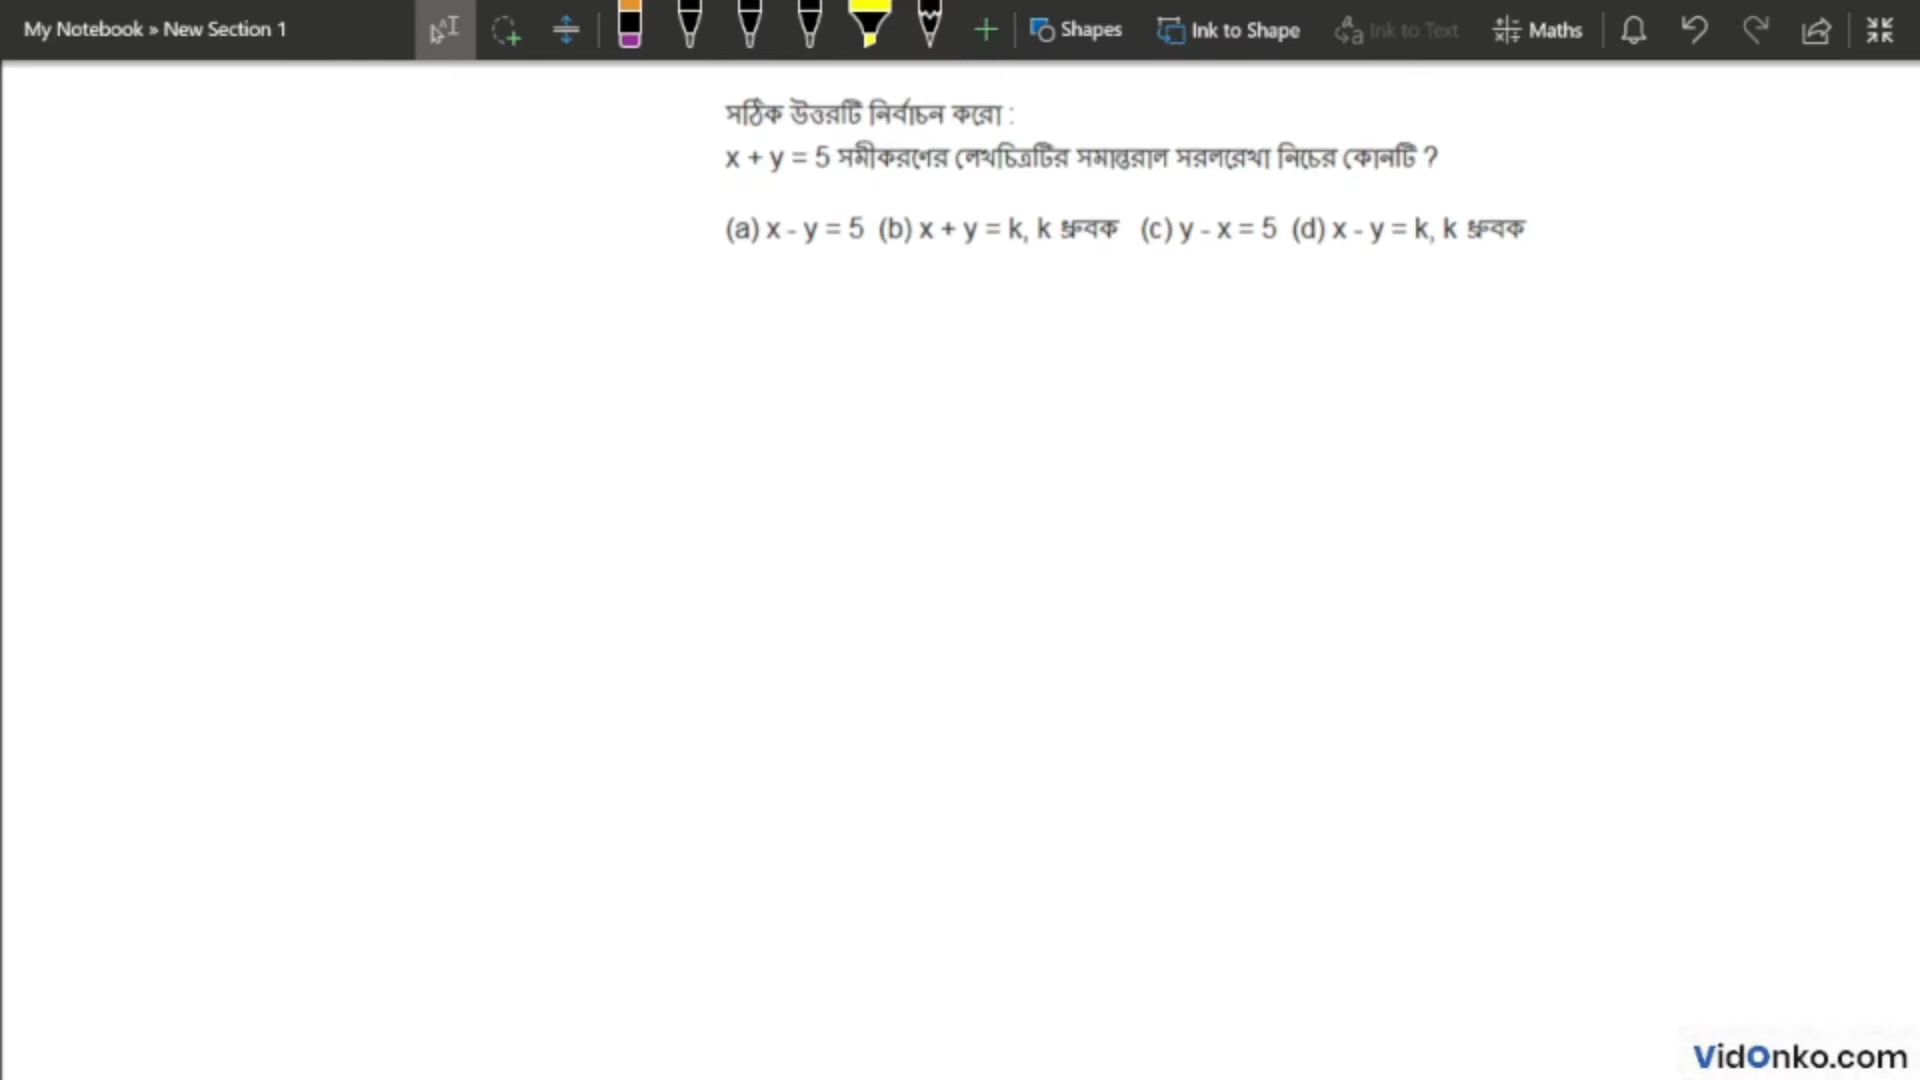 My Notebook » New Section 1
Shapes
Ink to Shape
Ink to Text
Maths
সঠিক উত্তরটি নির্বাচন করো :
x + y = 5 সমীকরণের লেখচিত্রটির সমান্তরাল সরলরেখা নিচের কোনটি ?
(a) x - y = 5 (b) x + y = k, k ধ্রুবক (c) y - x = 5 (d) x - y = k, k ধ্রুবক
VidOnko.com